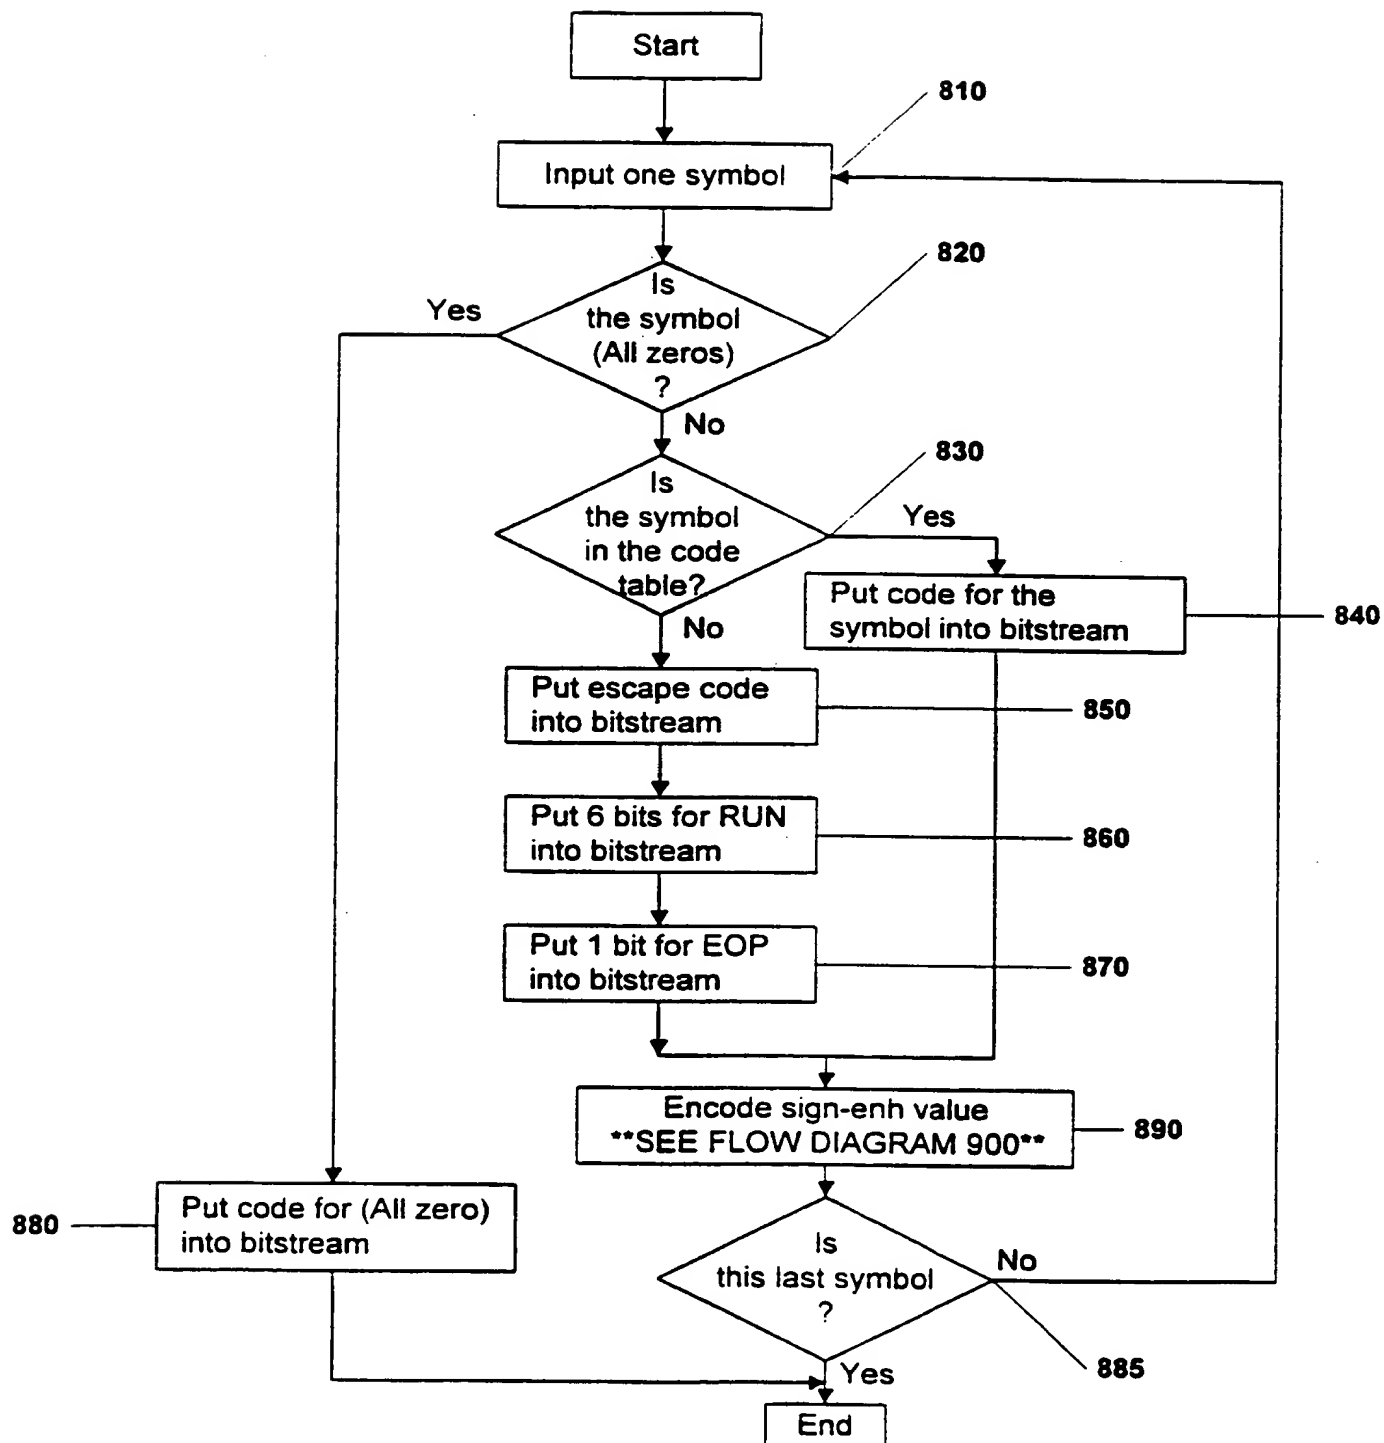 Start
810
Input one symbol
820
Yes
Is
the symbol
(All zeros)
?
No
830
Is
the symbol
in the code
table?
Yes
Put code for the
symbol into bitstream
840
No
Put escape code
into bitstream
850
Put 6 bits for RUN
into bitstream
860
Put 1 bit for EOP
into bitstream
870
Encode sign-enh value
**SEE FLOW DIAGRAM 900**
890
880
Put code for (All zero)
into bitstream
Is
this last symbol
?
No
885
Yes
End